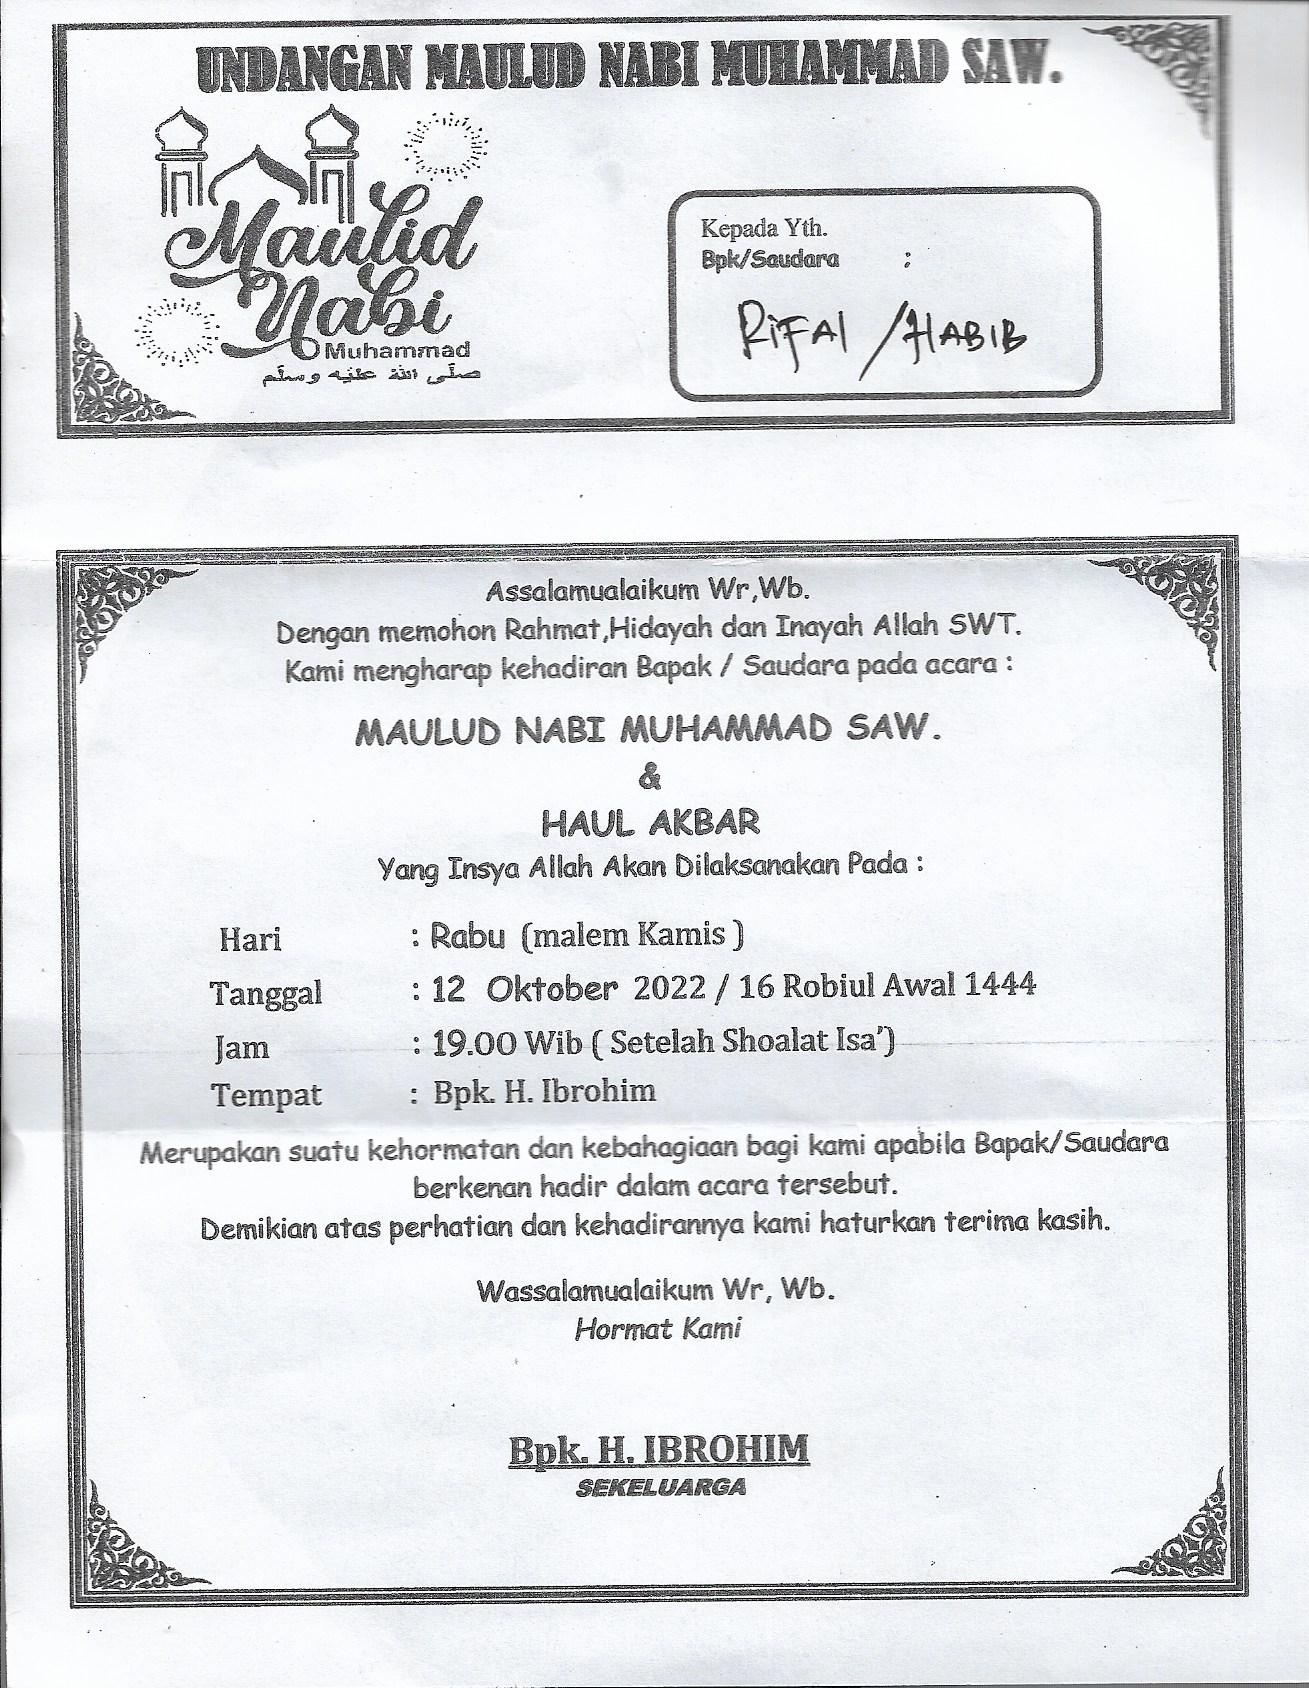 UNDANGAN MAULUD NABI MUHAMMAD SAW.
Maulid
Nabi
Muhammad
صلّى الله عليه وسلّم
Kepada Yth.
Bpk/Saudara :
RiFAI /HABIB
Assalamualaikum Wr,Wb.
Dengan memohon Rahmat,Hidayah dan Inayah Allah SWT.
Kami mengharap kehadiran Bapak / Saudara pada acara :
MAULUD NABI MUHAMMAD SAW.
&
HAUL AKBAR
Yang Insya Allah Akan Dilaksanakan Pada :
Hari : Rabu (malem Kamis )
Tanggal : 12 Oktober 2022 / 16 Robiul Awal 1444
Jam : 19.00 Wib ( Setelah Shoalat Isa’)
Tempat : Bpk. H. Ibrohim
Merupakan suatu kehormatan dan kebahagiaan bagi kami apabila Bapak/Saudara
berkenan hadir dalam acara tersebut.
Demikian atas perhatian dan kehadirannya kami haturkan terima kasih.
Wassalamualaikum Wr, Wb.
Hormat Kami
Bpk. H. IBROHIM
SEKELUARGA